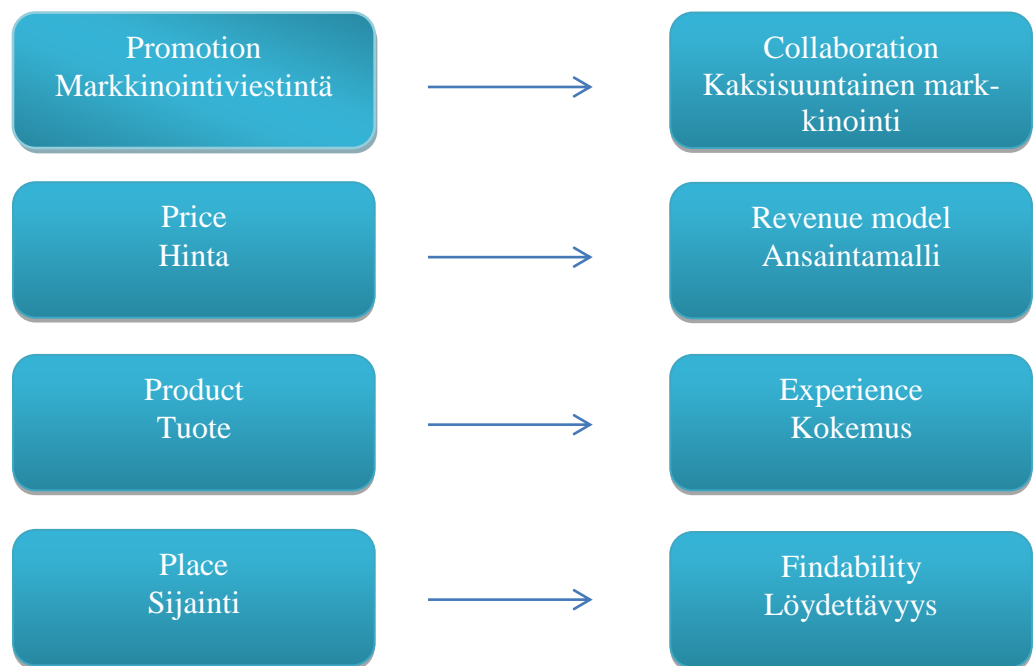 Promotion
Markkinointiviestintä
Collaboration
Kaksisuuntainen mark-
kinointi
Price
Hinta
Revenue model
Ansaintamalli
Product
Tuote
Experience
Kokemus
Place
Sijainti
Findability
Löydettävyys